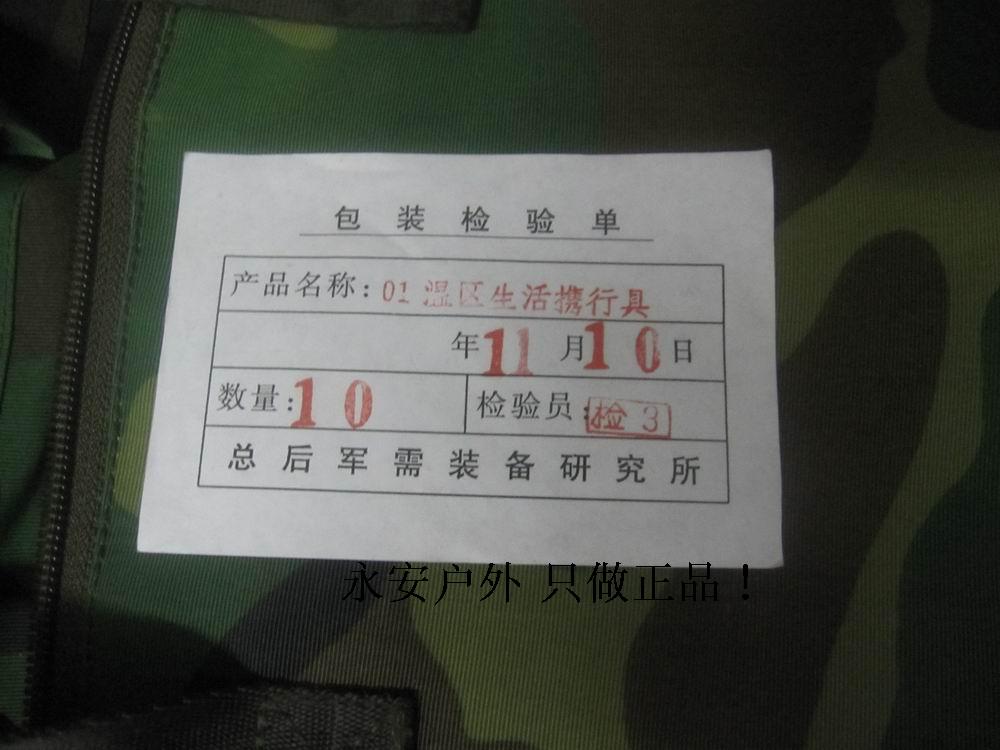 包装检验单
产品名称：01温区生活携行具
年11月10日
数量：10 检验员：检3
总后军需装备研究所
永安户外 只做正品！